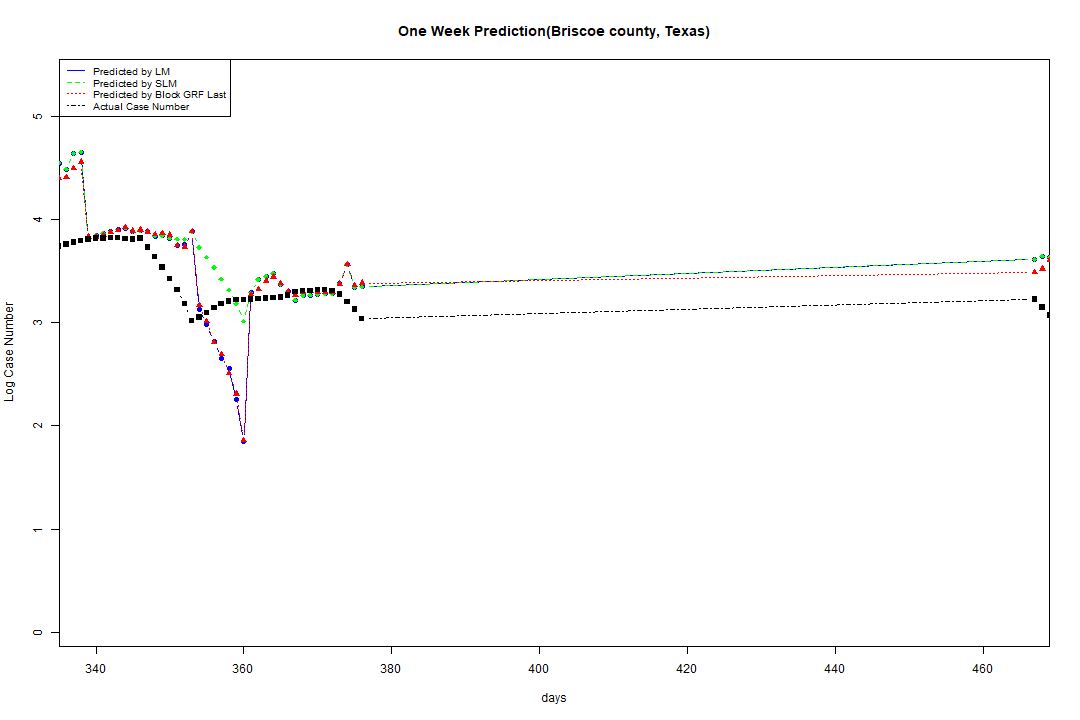 One Week Prediction(Briscoe county, Texas)
Predicted by LM
Predicted by SLM
Predicted by Block GRF Last
Actual Case Number
5
4
3
2
1
0
Log Case Number
340 360 380 400 420 440 460
days